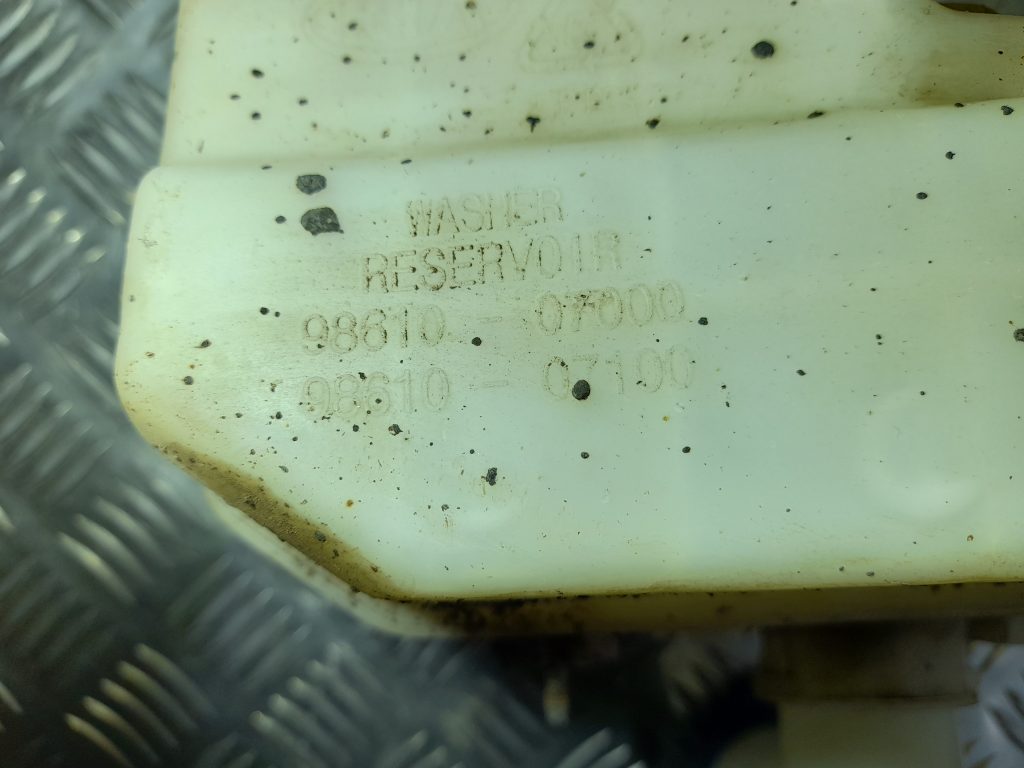 WASHER
RESERVOIR
98610 - 07000
98610 - 07100